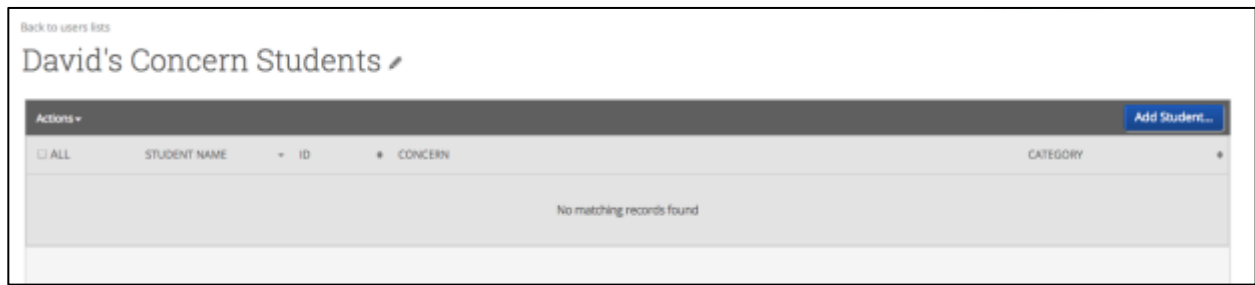 Back to users lists
David's Concern Students
Actions Add Student...
ALL STUDENT NAME ID CONCERN CATEGORY
No matching records found